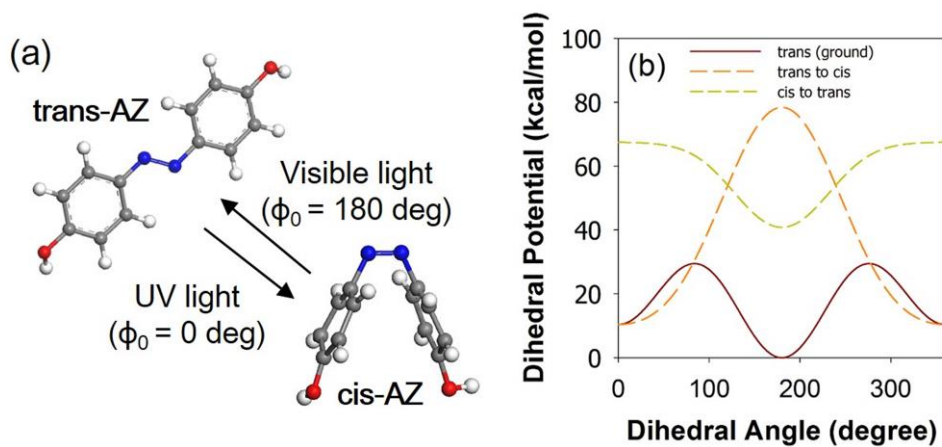 (a)
trans-AZ
Visible light
(ϕ₀ = 180 deg)
UV light
(ϕ₀ = 0 deg)
cis-AZ
(b)
trans (ground)
trans to cis
cis to trans
Dihedral Potential (kcal/mol)
100
80
60
40
20
0
0 100 200 300
Dihedral Angle (degree)